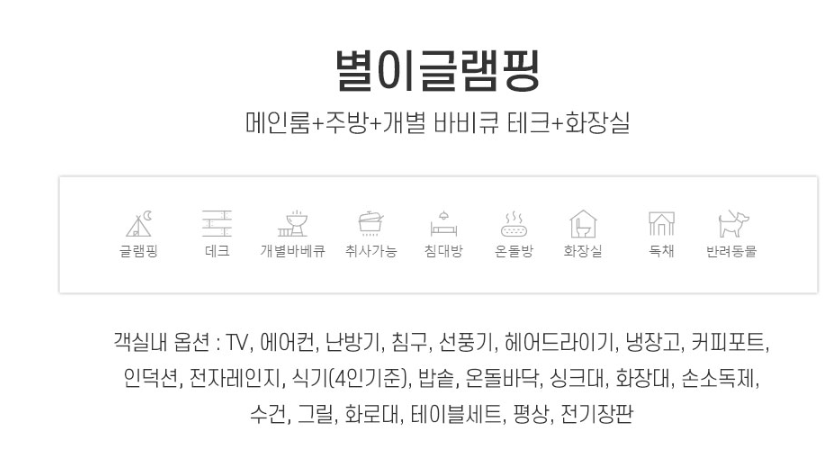 별이글램핑
메인룸+주방+개별 바비큐 테크+화장실
글램핑 데크 개별바베큐 취사가능 침대방 온돌방 화장실 독채 반려동물
객실내 옵션 : TV, 에어컨, 난방기, 침구, 선풍기, 헤어드라이기, 냉장고, 커피포트,
인덕션, 전자레인지, 식기(4인기준), 밥솥, 온돌바닥, 싱크대, 화장대, 손소독제,
수건, 그릴, 화로대, 테이블세트, 평상, 전기장판